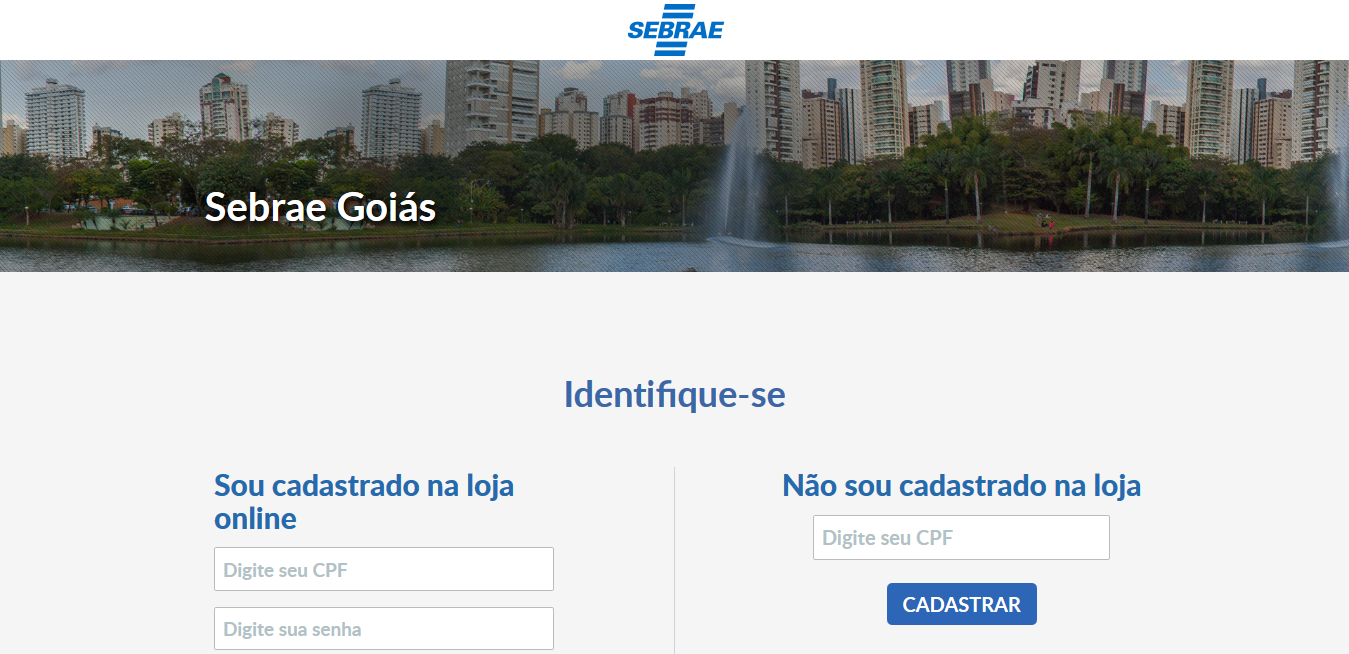 SEBRAE
Sebrae Goiás
Identifique-se
Sou cadastrado na loja
online
Digite seu CPF
Digite sua senha
Não sou cadastrado na loja
Digite seu CPF
CADASTRAR